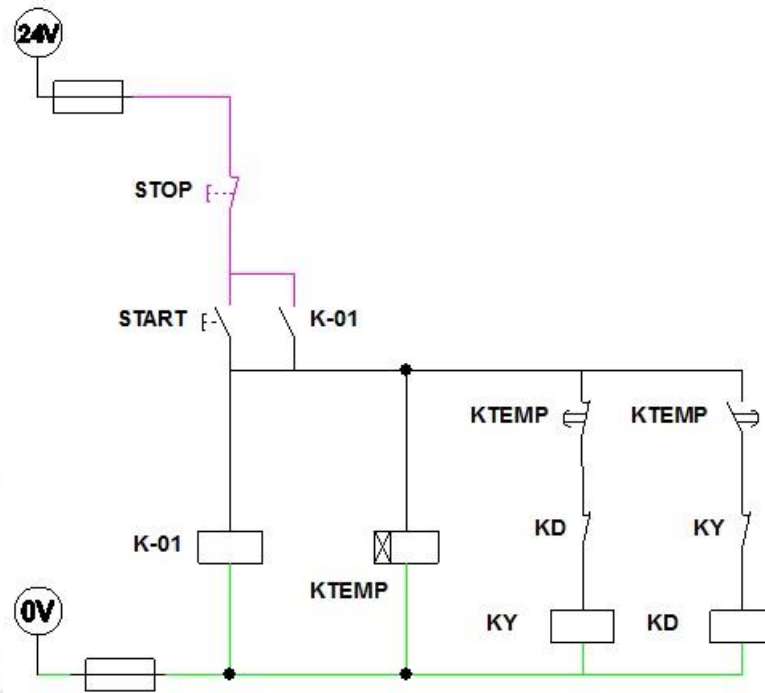 24V
STOP
START
K-01
KTEMP
KTEMP
KD
KY
K-01
KTEMP
0V
KY
KD